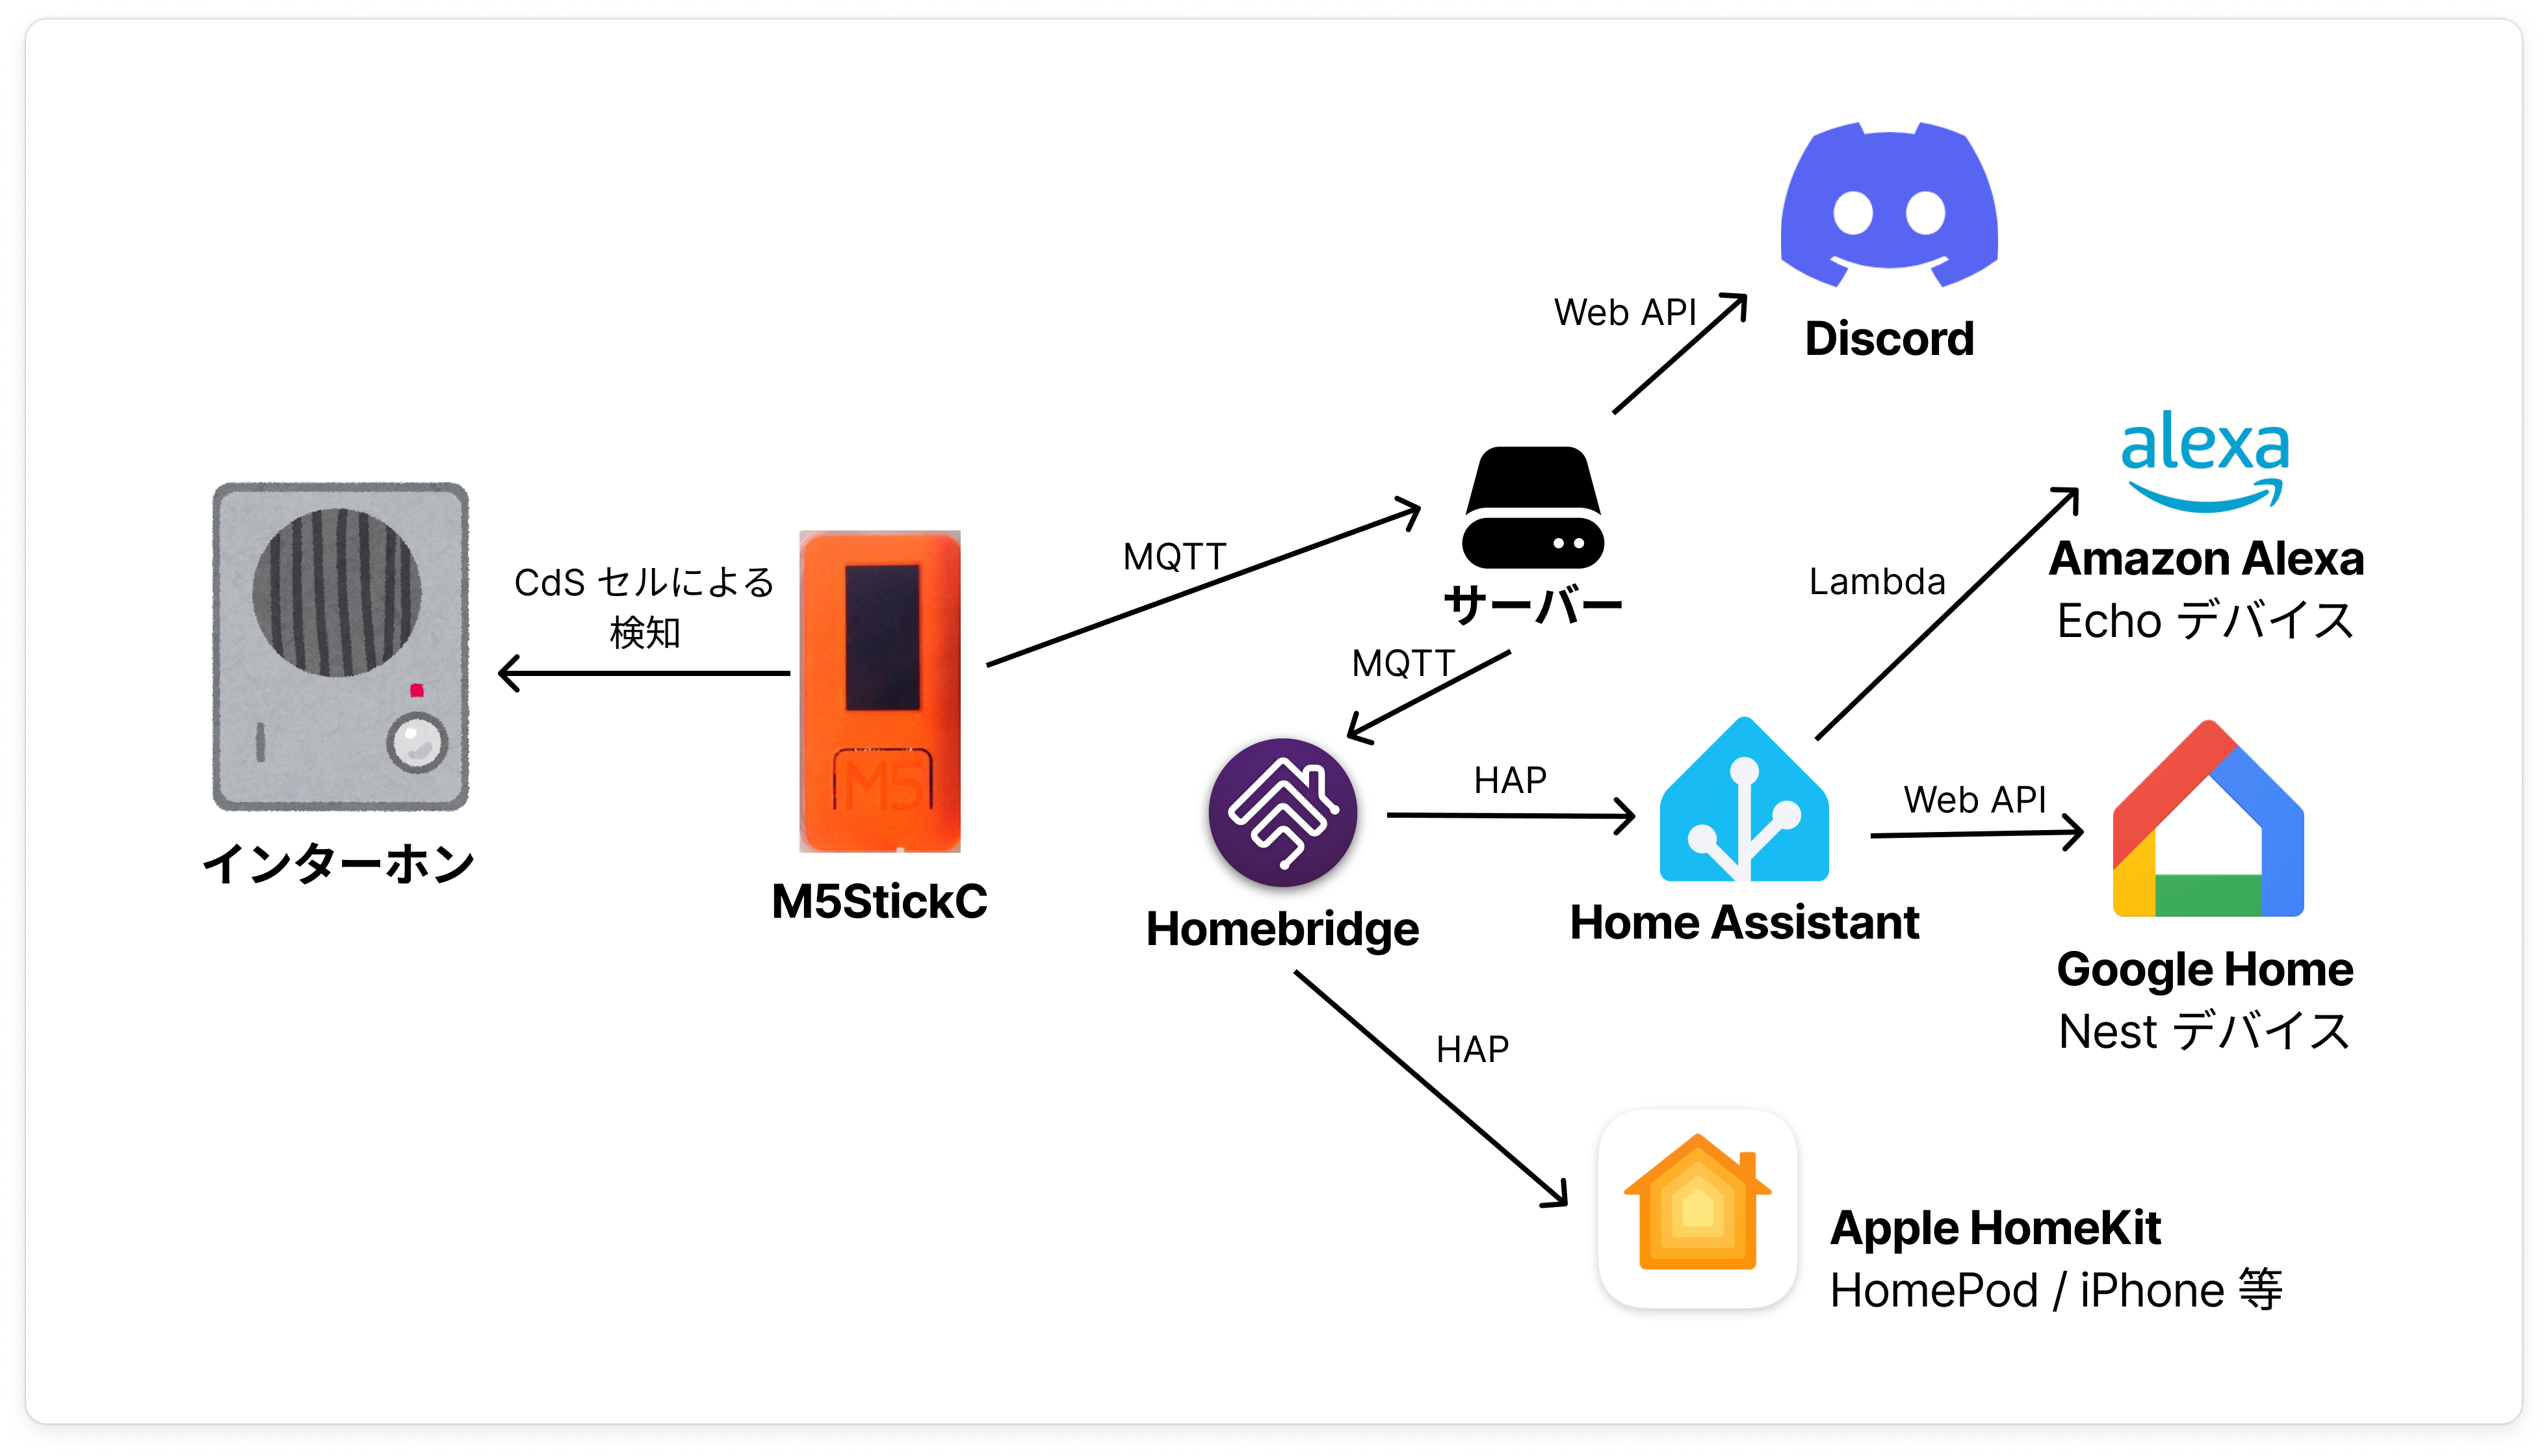 Web API
Discord
alexa
Amazon Alexa
Echo デバイス
Lambda
MQTT
サーバー
CdS セルによる
検知
MQTT
M5
インターホン
M5StickC
HAP
Web API
Homebridge
Home Assistant
Google Home
Nest デバイス
HAP
Apple HomeKit
HomePod / iPhone 等